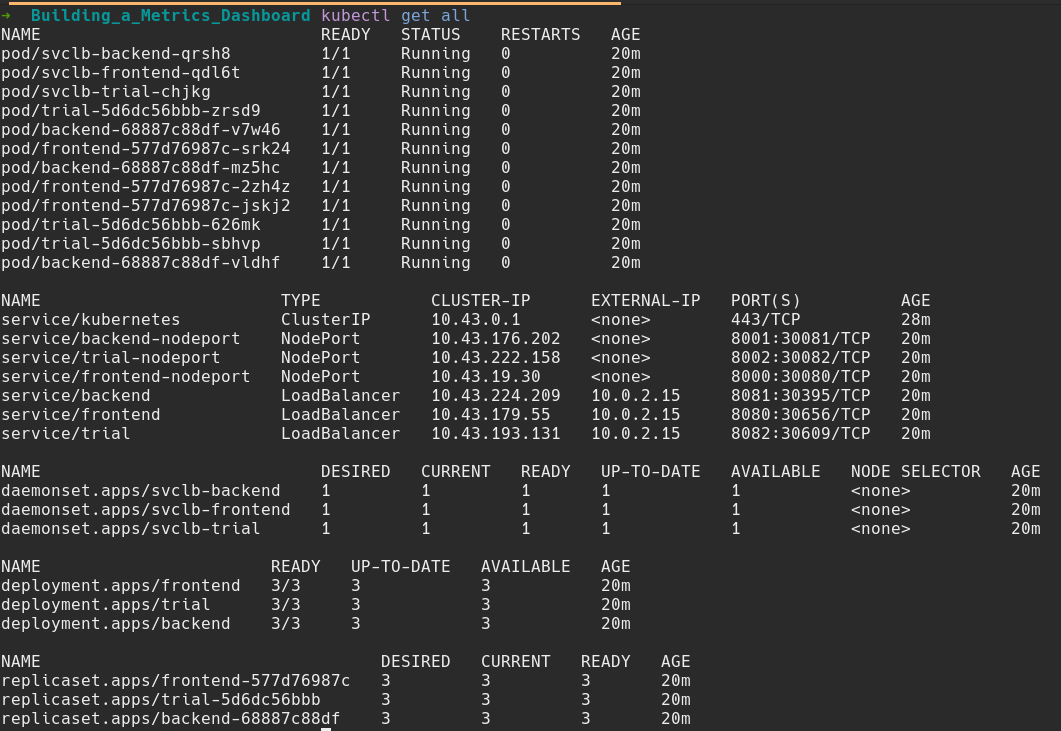 ➜  Building_a_Metrics_Dashboard kubectl get all
NAME                            READY   STATUS    RESTARTS   AGE
pod/svclb-backend-qrsh8         1/1     Running   0          20m
pod/svclb-frontend-qdl6t        1/1     Running   0          20m
pod/svclb-trial-chjkg           1/1     Running   0          20m
pod/trial-5d6dc56bbb-zrsd9      1/1     Running   0          20m
pod/backend-68887c88df-v7w46    1/1     Running   0          20m
pod/frontend-577d76987c-srk24   1/1     Running   0          20m
pod/backend-68887c88df-mz5hc    1/1     Running   0          20m
pod/frontend-577d76987c-2zh4z   1/1     Running   0          20m
pod/frontend-577d76987c-jskj2   1/1     Running   0          20m
pod/trial-5d6dc56bbb-626mk      1/1     Running   0          20m
pod/trial-5d6dc56bbb-sbhvp      1/1     Running   0          20m
pod/backend-68887c88df-vldhf    1/1     Running   0          20m
NAME                        TYPE           CLUSTER-IP      EXTERNAL-IP   PORT(S)          AGE
service/kubernetes          ClusterIP      10.43.0.1       <none>        443/TCP          28m
service/backend-nodeport    NodePort       10.43.176.202   <none>        8001:30081/TCP   20m
service/trial-nodeport      NodePort       10.43.222.158   <none>        8002:30082/TCP   20m
service/frontend-nodeport   NodePort       10.43.19.30     <none>        8000:30080/TCP   20m
service/backend             LoadBalancer   10.43.224.209   10.0.2.15     8081:30395/TCP   20m
service/frontend            LoadBalancer   10.43.179.55    10.0.2.15     8080:30656/TCP   20m
service/trial               LoadBalancer   10.43.193.131   10.0.2.15     8082:30609/TCP   20m
NAME                            DESIRED   CURRENT   READY   UP-TO-DATE   AVAILABLE   NODE SELECTOR   AGE
daemonset.apps/svclb-backend    1         1         1       1            1           <none>          20m
daemonset.apps/svclb-frontend   1         1         1       1            1           <none>          20m
daemonset.apps/svclb-trial      1         1         1       1            1           <none>          20m
NAME                       READY   UP-TO-DATE   AVAILABLE   AGE
deployment.apps/frontend   3/3     3            3           20m
deployment.apps/trial      3/3     3            3           20m
deployment.apps/backend    3/3     3            3           20m
NAME                                  DESIRED   CURRENT   READY   AGE
replicaset.apps/frontend-577d76987c   3         3         3       20m
replicaset.apps/trial-5d6dc56bbb      3         3         3       20m
replicaset.apps/backend-68887c88df    3         3         3       20m